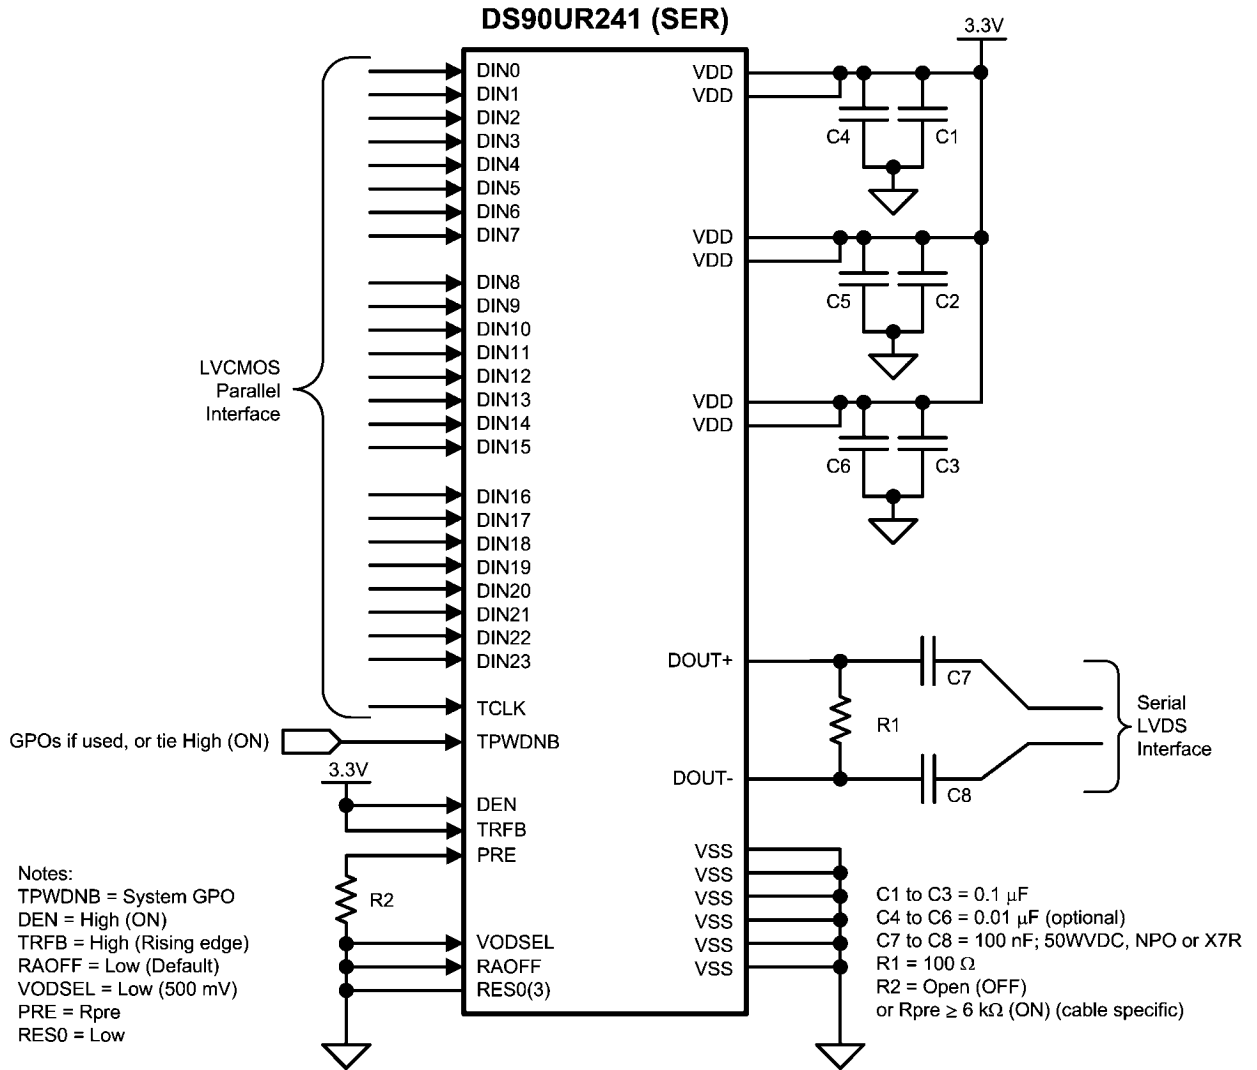 DS90UR241 (SER)
3.3V
DIN0
DIN1
DIN2
DIN3
DIN4
DIN5
DIN6
DIN7
DIN8
DIN9
DIN10
DIN11
DIN12
DIN13
DIN14
DIN15
DIN16
DIN17
DIN18
DIN19
DIN20
DIN21
DIN22
DIN23
TCLK
TPWDNB
DEN
TRFB
PRE
VODSEL
RAOFF
RES0(3)
LVCMOS
Parallel
Interface
GPOs if used, or tie High (ON)
3.3V
R2
VDD
VDD
C4
C1
VDD
VDD
C5
C2
VDD
VDD
C6
C3
DOUT+
C7
R1
DOUT-
C8
Serial
LVDS
Interface
VSS
VSS
VSS
VSS
VSS
VSS
Notes:
TPWDNB = System GPO
DEN = High (ON)
TRFB = High (Rising edge)
RAOFF = Low (Default)
VODSEL = Low (500 mV)
PRE = Rpre
RES0 = Low
C1 to C3 = 0.1 μF
C4 to C6 = 0.01 μF (optional)
C7 to C8 = 100 nF; 50WVDC, NPO or X7R
R1 = 100 Ω
R2 = Open (OFF)
or Rpre ≥ 6 kΩ (ON) (cable specific)